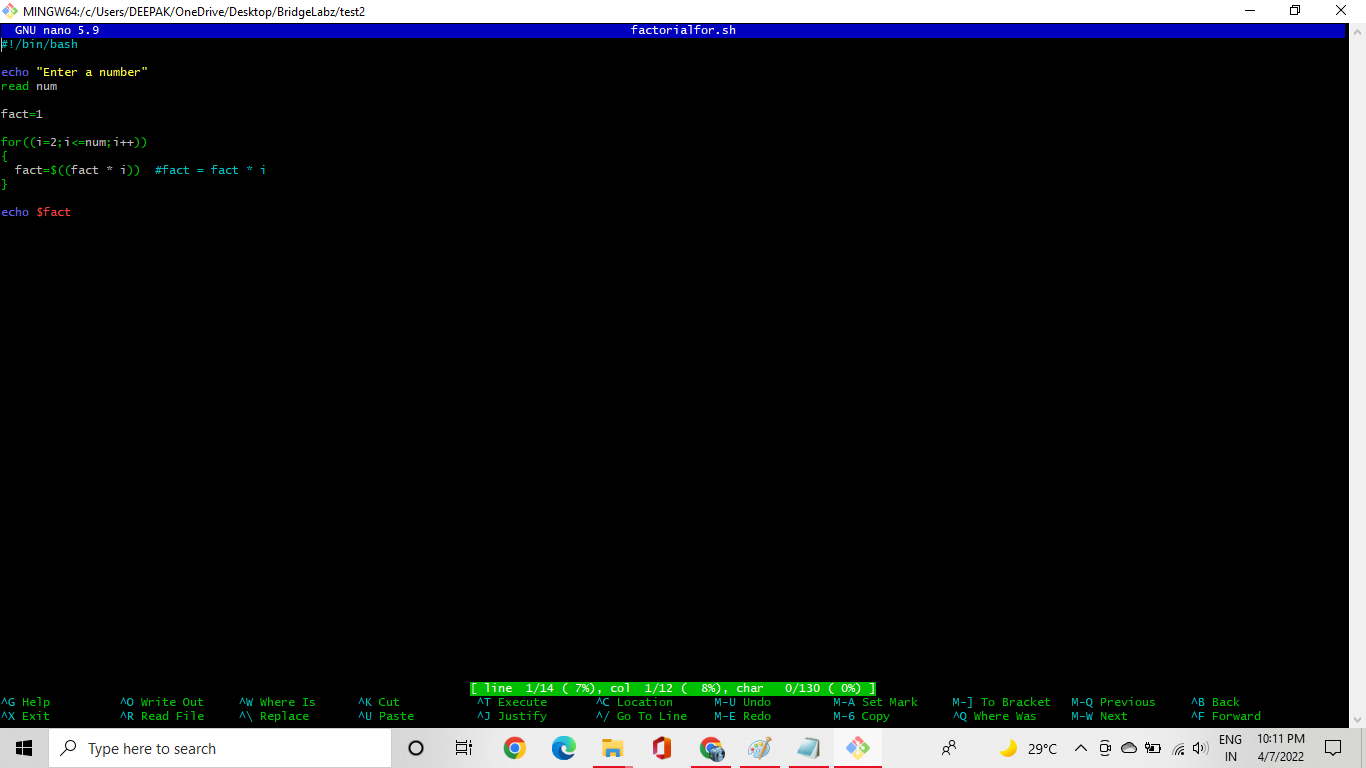 MINGW64:/c/Users/DEEPAK/OneDrive/Desktop/BridgeLabz/test2
GNU nano 5.9 factorialfor.sh
#!/bin/bash
echo "Enter a number"
read num
fact=1
for((i=2;i<=num;i++))
{
  fact=$((fact * i))  #fact = fact * i
}
echo $fact
[ line  1/14 ( 7%), col  1/12 (  8%), char   0/130 ( 0%) ]
^G Help ^O Write Out ^W Where Is ^K Cut ^T Execute ^C Location M-U Undo M-A Set Mark M-] To Bracket M-Q Previous ^B Back
^X Exit ^R Read File ^\ Replace ^U Paste ^J Justify ^/ Go To Line M-E Redo M-6 Copy ^Q Where Was M-W Next ^F Forward
Type here to search
29°C
ENG
IN
10:11 PM
4/7/2022